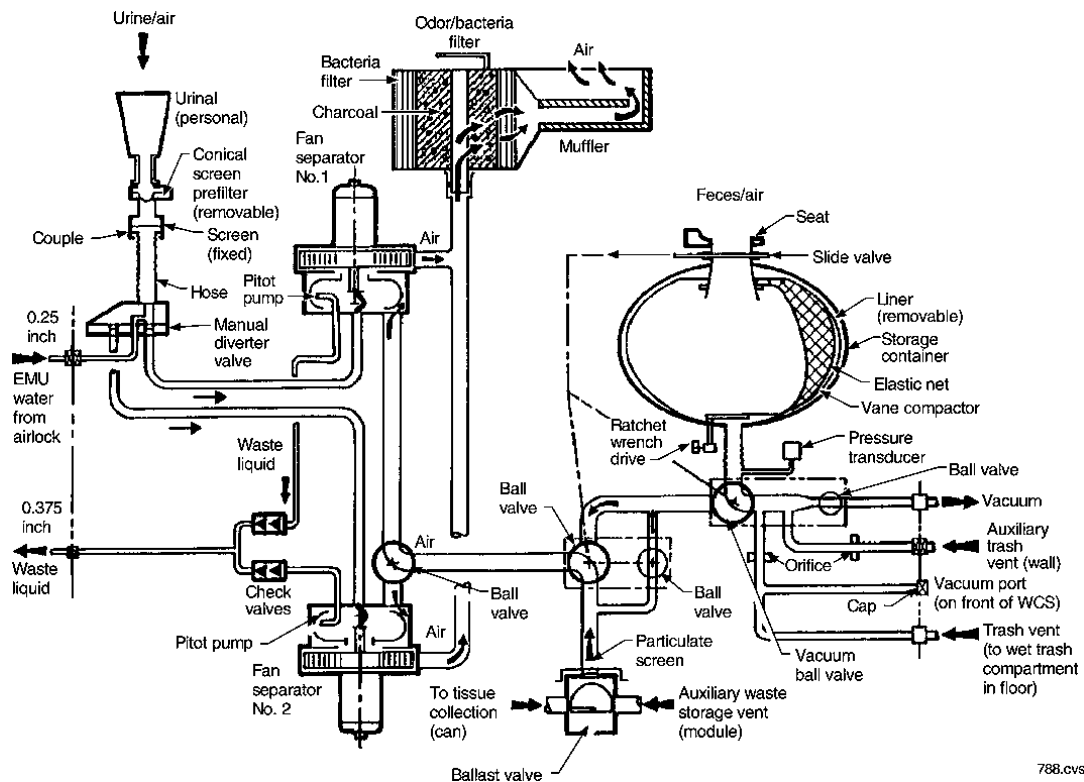 Urine/air
Urinal
(personal)
Conical
screen
prefilter
(removable)
Couple
Screen
(fixed)
Hose
Manual
diverter
valve
0.25
inch
EMU
water
from
airlock
0.375
inch
Waste
liquid
Waste
liquid
Check
valves
Pitot pump
Fan
separator
No. 2
Fan
separator
No.1
Pitot
pump
Air
Odor/bacteria
filter
Bacteria
filter
Charcoal
Air
Muffler
Feces/air
Seat
Slide valve
Liner
(removable)
Storage
container
Elastic net
Vane compactor
Ratchet
wrench
drive
Pressure
transducer
Ball valve
Vacuum
Auxiliary
trash
vent (wall)
Orifice
Vacuum port
(on front of WCS)
Cap
Trash vent
(to wet trash
compartment
in floor)
Vacuum
ball valve
Ball
valve
Ball
valve
Air
Ball
valve
Air
Particulate
screen
To tissue
collection
(can)
Auxiliary waste
storage vent
(module)
Ballast valve
788.cvs